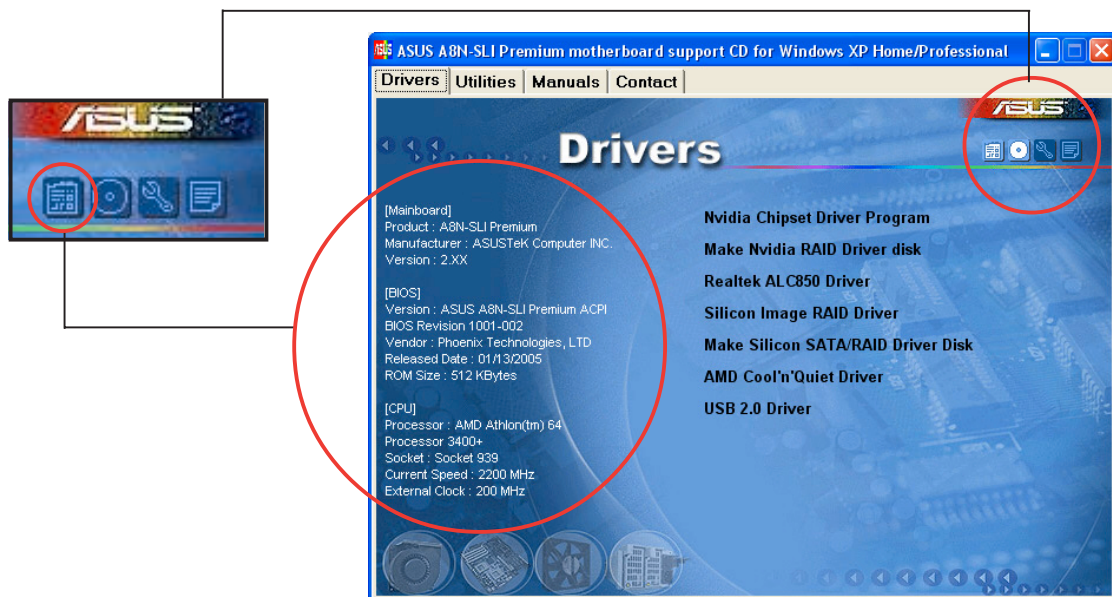 ASUS A8N-SLI Premium motherboard support CD for Windows XP Home/Professional
Drivers Utilities Manuals Contact
ASUS
ASUS
Drivers
[Mainboard]
Product : A8N-SLI Premium
Manufacturer : ASUSTeK Computer INC.
Version : 2.XX
[BIOS]
Version : ASUS A8N-SLI Premium ACPI
BIOS Revision 1001-002
Vendor : Phoenix Technologies, LTD
Released Date : 01/13/2005
ROM Size : 512 KBytes
[CPU]
Processor : AMD Athlon(tm) 64
Processor 3400+
Socket : Socket 939
Current Speed : 2200 MHz
External Clock : 200 MHz
Nvidia Chipset Driver Program
Make Nvidia RAID Driver disk
Realtek ALC850 Driver
Silicon Image RAID Driver
Make Silicon SATA/RAID Driver Disk
AMD Cool'n'Quiet Driver
USB 2.0 Driver